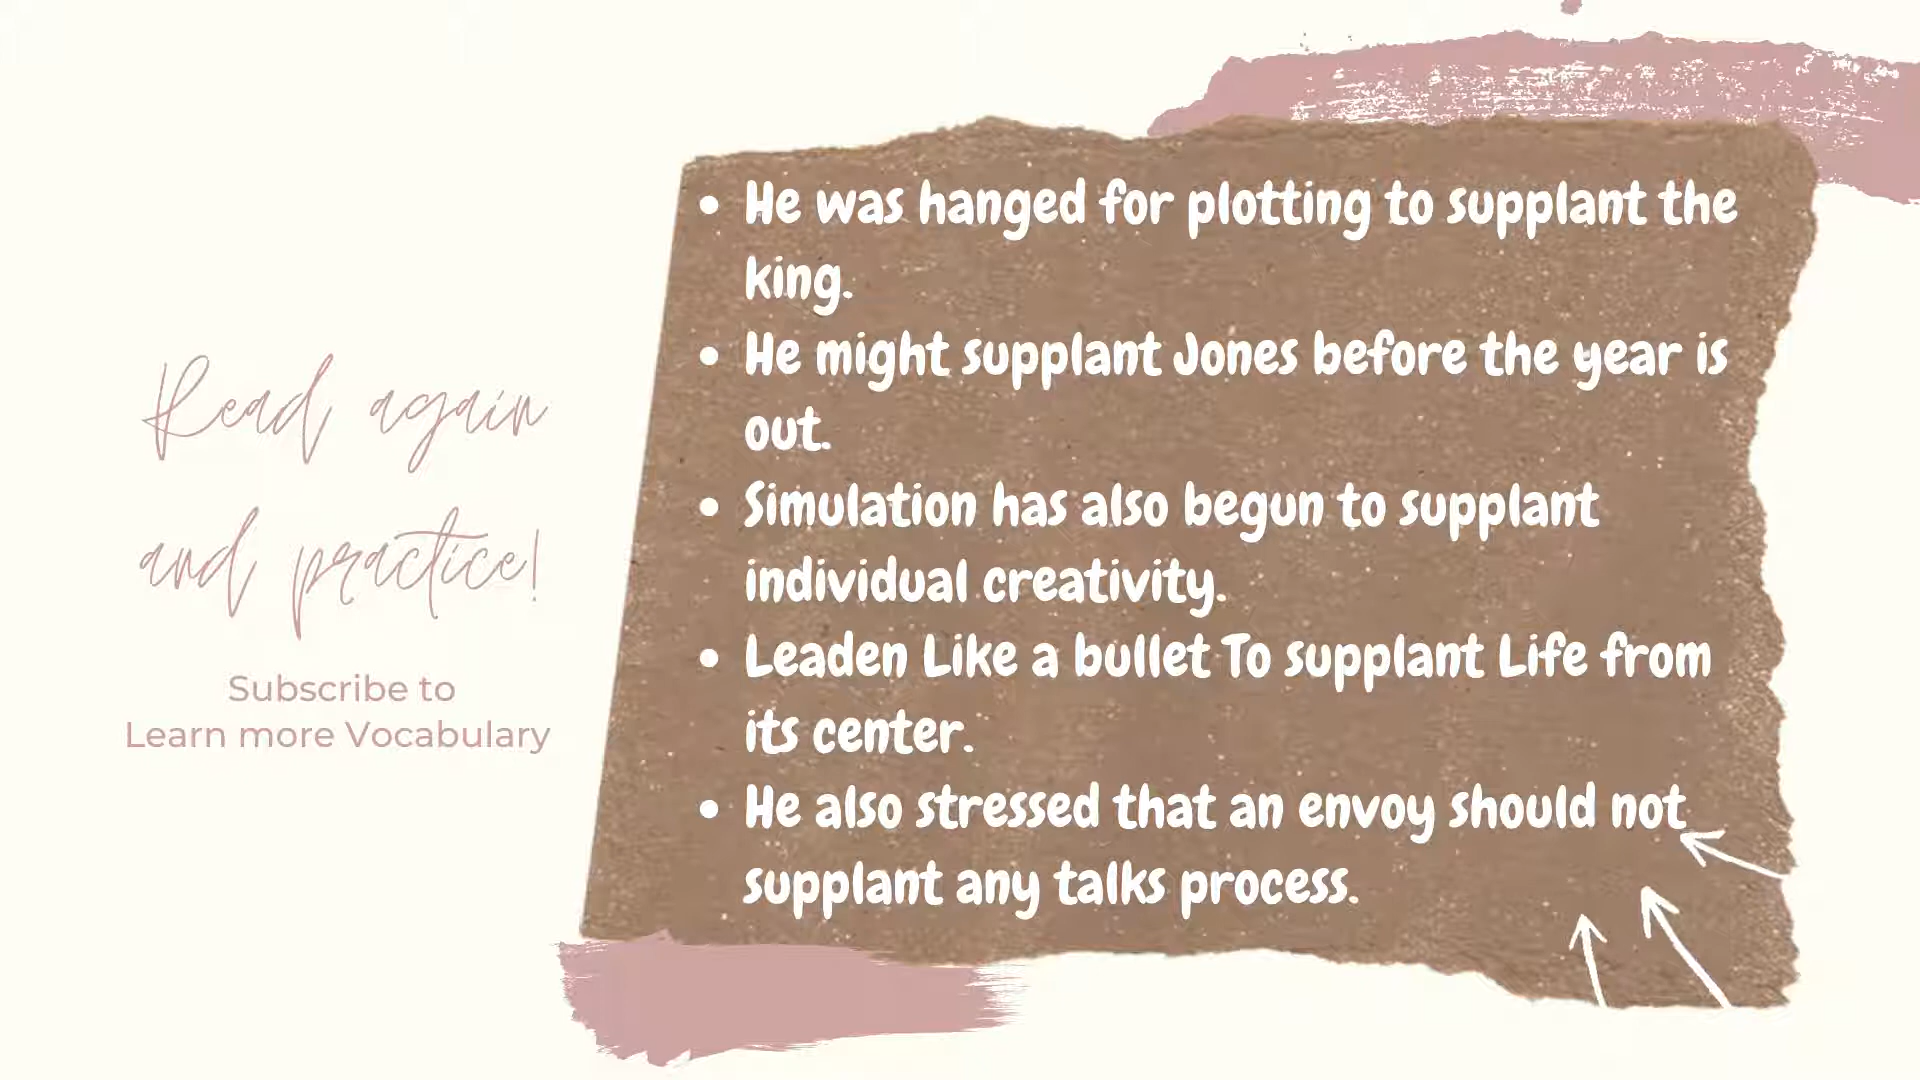 Read again
and practice!
Subscribe to
Learn more Vocabulary
• He was hanged for plotting to supplant the
king.
• He might supplant Jones before the year is
out.
• Simulation has also begun to supplant
individual creativity.
• Leaden Like a bullet To supplant Life from
its center.
• He also stressed that an envoy should not
supplant any talks process.